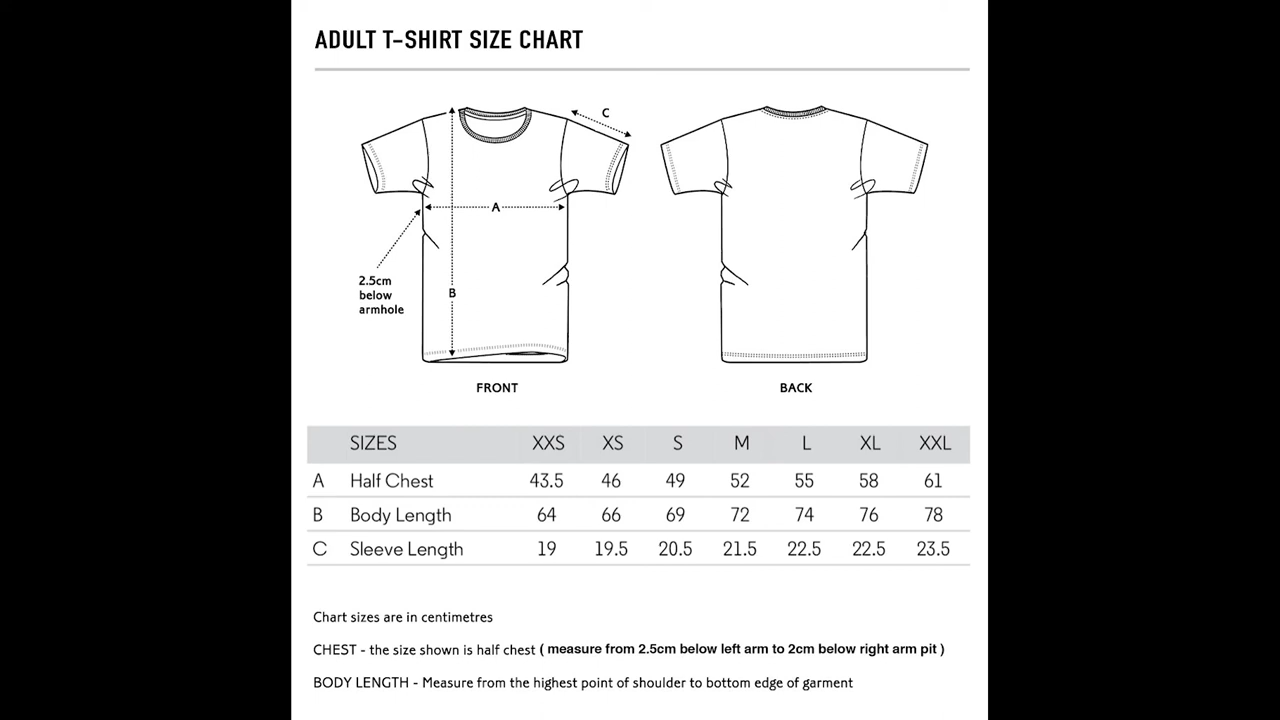 ADULT T-SHIRT SIZE CHART
C
A
2.5cm
below
armhole
B
FRONT
BACK
SIZES XXS XS S M L XL XXL
A Half Chest 43.5 46 49 52 55 58 61
B Body Length 64 66 69 72 74 76 78
C Sleeve Length 19 19.5 20.5 21.5 22.5 22.5 23.5
Chart sizes are in centimetres
CHEST - the size shown is half chest ( measure from 2.5cm below left arm to 2cm below right arm pit )
BODY LENGTH - Measure from the highest point of shoulder to bottom edge of garment